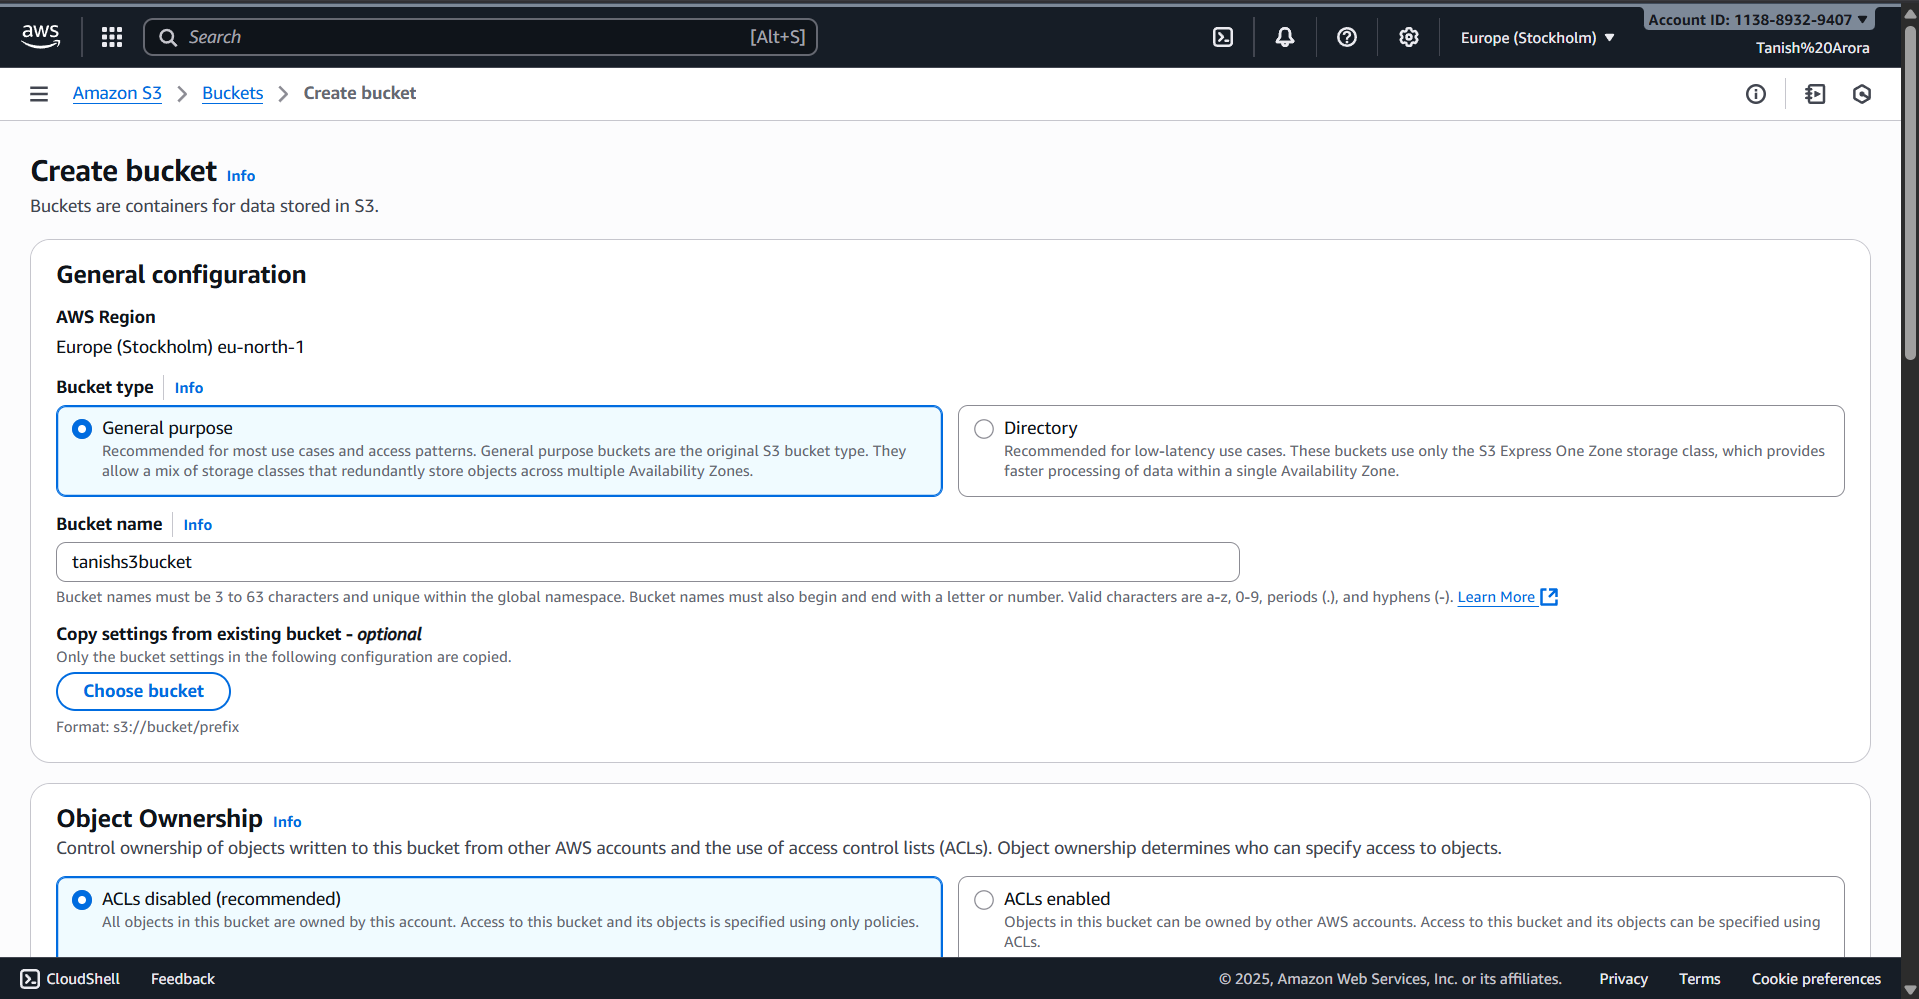 aws
Search [Alt+S]
Europe (Stockholm)
Account ID: 1138-8932-9407
Tanish%20Arora
Amazon S3 > Buckets > Create bucket
Create bucket Info
Buckets are containers for data stored in S3.
General configuration
AWS Region
Europe (Stockholm) eu-north-1
Bucket type Info
General purpose
Recommended for most use cases and access patterns. General purpose buckets are the original S3 bucket type. They
allow a mix of storage classes that redundantly store objects across multiple Availability Zones.
Directory
Recommended for low-latency use cases. These buckets use only the S3 Express One Zone storage class, which provides
faster processing of data within a single Availability Zone.
Bucket name Info
tanishs3bucket
Bucket names must be 3 to 63 characters and unique within the global namespace. Bucket names must also begin and end with a letter or number. Valid characters are a-z, 0-9, periods (.), and hyphens (-). Learn More
Copy settings from existing bucket - optional
Only the bucket settings in the following configuration are copied.
Choose bucket
Format: s3://bucket/prefix
Object Ownership Info
Control ownership of objects written to this bucket from other AWS accounts and the use of access control lists (ACLs). Object ownership determines who can specify access to objects.
ACLs disabled (recommended)
All objects in this bucket are owned by this account. Access to this bucket and its objects is specified using only policies.
ACLs enabled
Objects in this bucket can be owned by other AWS accounts. Access to this bucket and its objects can be specified using
ACLs.
CloudShell Feedback © 2025, Amazon Web Services, Inc. or its affiliates. Privacy Terms Cookie preferences